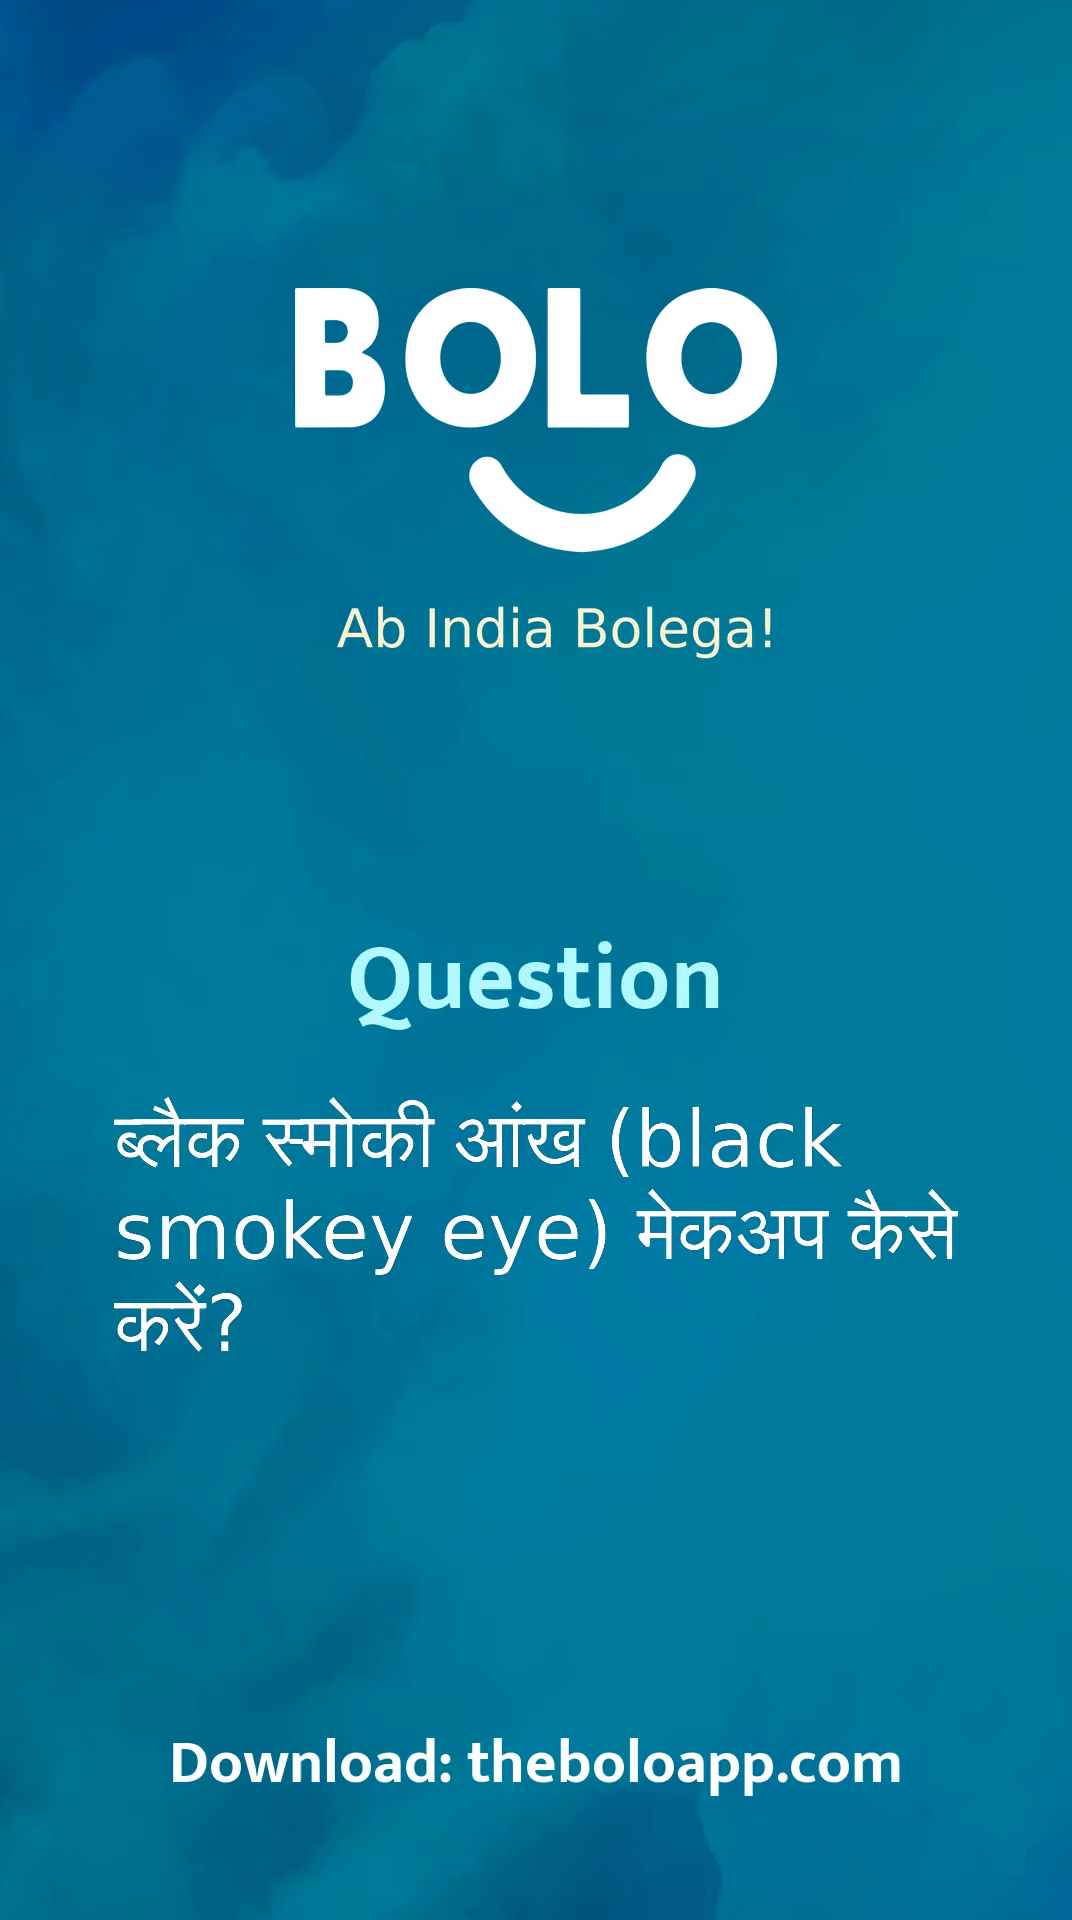 BOLO
Ab India Bolega!
Question
ब्लैक स्मोकी आंख (black
smokey eye) मेकअप कैसे
करें?
Download: theboloapp.com